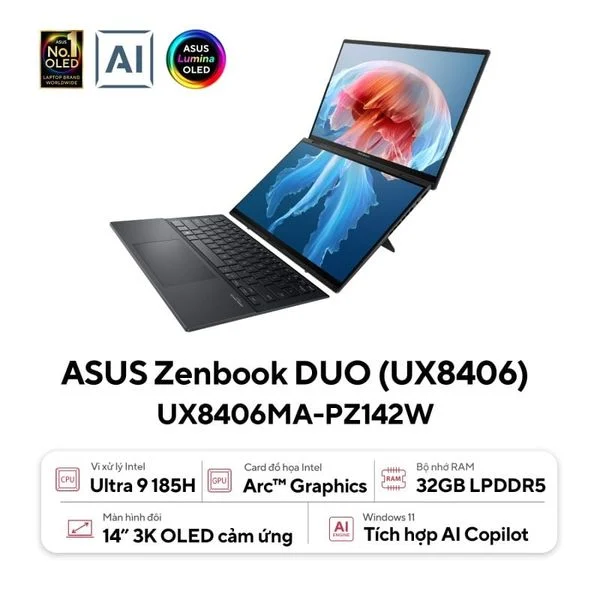 ASUS
No.1
OLED
LAPTOP BRAND
WORLDWIDE
AI
ASUS
Lumina
OLED
ASUS Zenbook DUO (UX8406)
UX8406MA-PZ142W
CPU
Vi xử lý Intel
Ultra 9 185H
GPU
Card đồ họa Intel
Arc™ Graphics
RAM
Bộ nhớ RAM
32GB LPDDR5
Màn hình đôi
14” 3K OLED cảm ứng
AI
ENGINE
Windows 11
Tích hợp AI Copilot